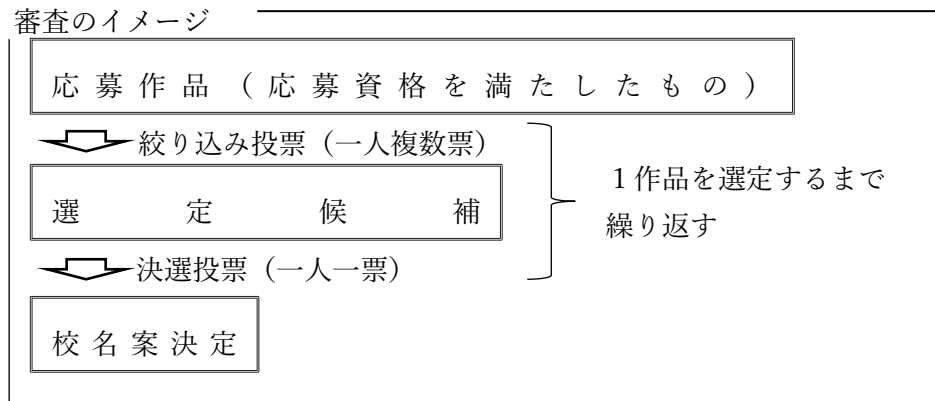 審査のイメージ
応募作品（応募資格を満たしたもの）
絞り込み投票（一人複数票）
選定候補
１作品を選定するまで
繰り返す
決選投票（一人一票）
校名案決定